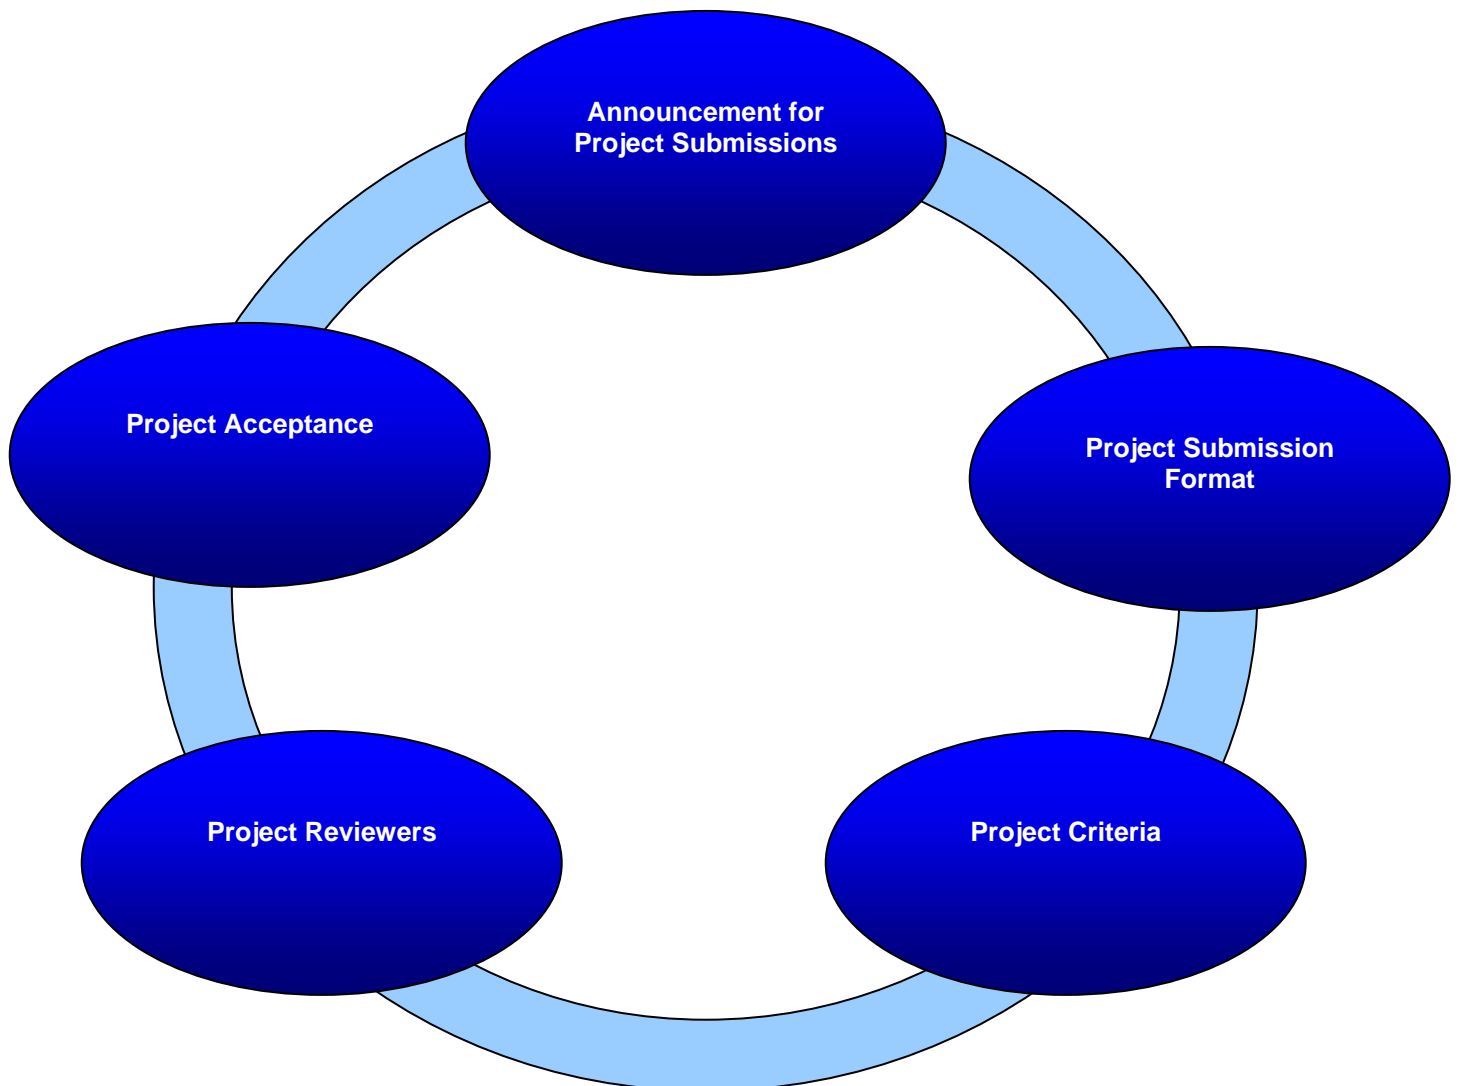 Announcement for
Project Submissions
Project Acceptance
Project Submission
Format
Project Reviewers
Project Criteria